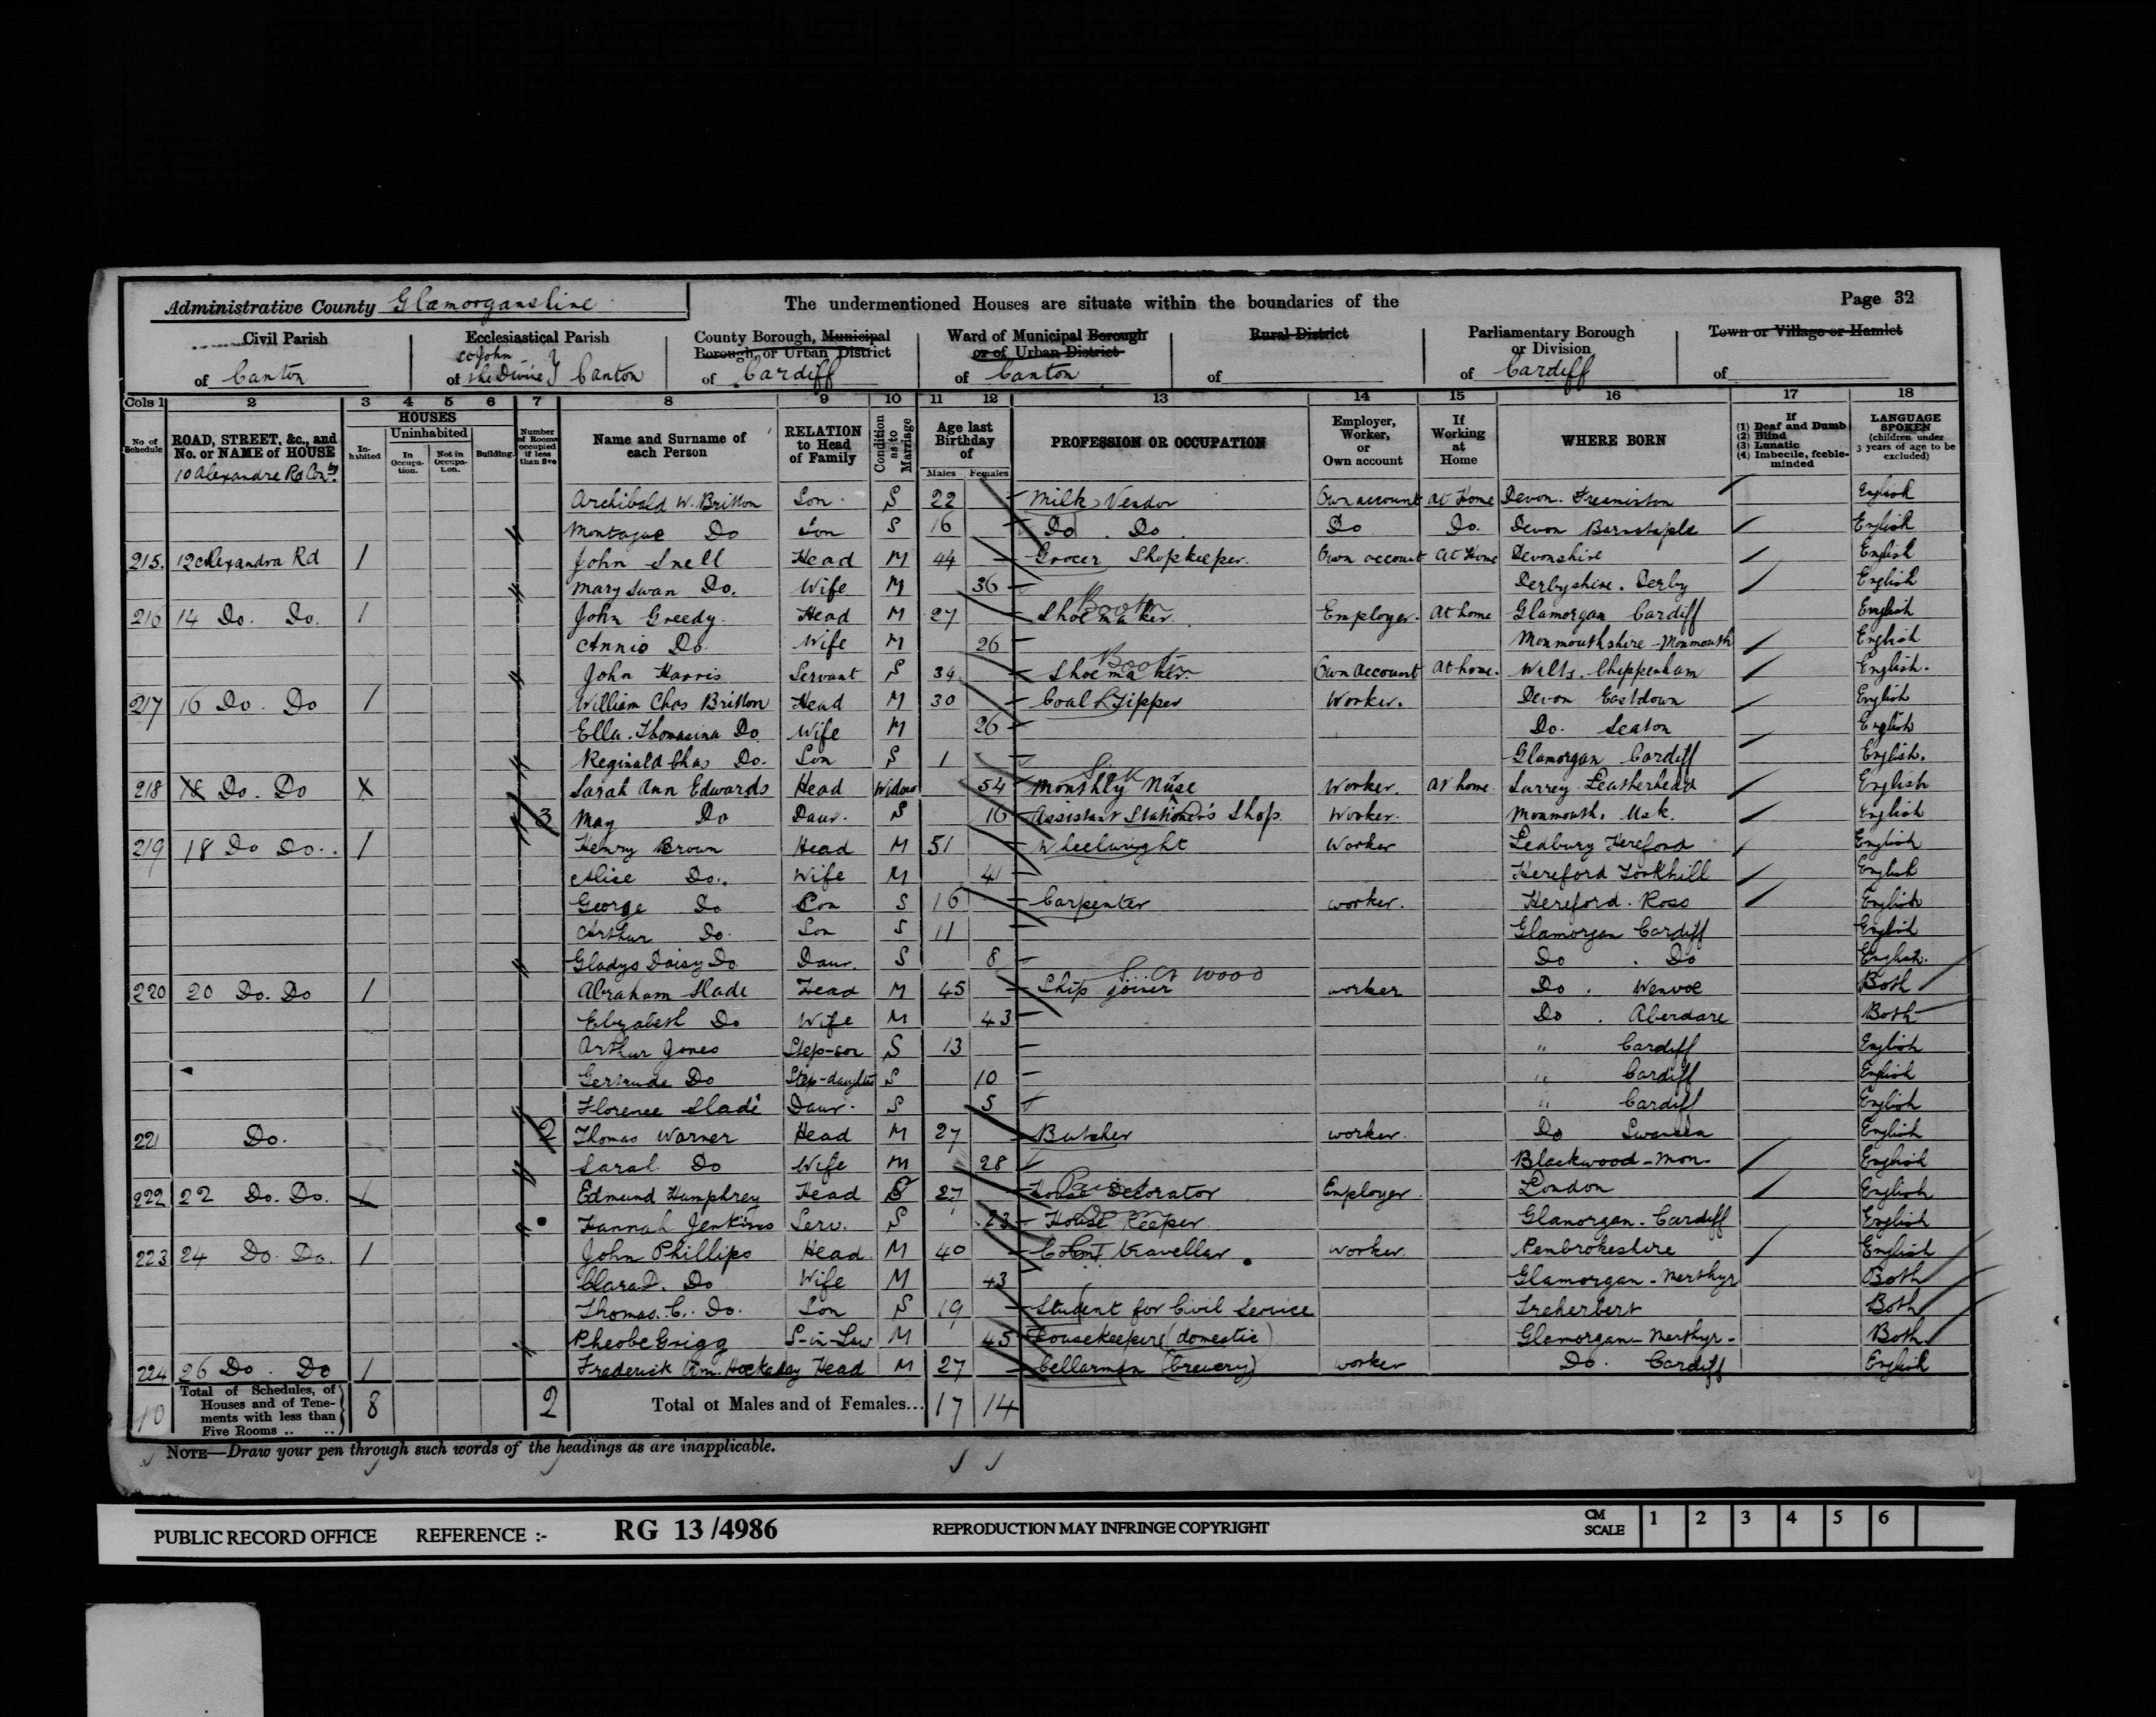 Administrative County Glamorganshire The undermentioned Houses are situate within the boundaries of the Page 32
Civil Parish Ecclesiastical Parish County Borough, Municipal Borough, or Urban District Ward of Municipal Borough or of Urban District Rural District Parliamentary Borough or Division Town or Village or Hamlet
of Canton of St John the Divine } Canton of Cardiff of Canton of of Cardiff of
Cols 1 2 3 4 5 6 7 8 9 10 11 12 13 14 15 16 17 18
No of Schedule ROAD, STREET, &c., and No. or NAME of HOUSE HOUSES In-habited Uninhabited In Occupa-tion. Not in Occupa-tion. Building. Number of Rooms occupied if less than five Name and Surname of each Person RELATION to Head of Family Condition as to Marriage Age last Birthday of Males Females PROFESSION OR OCCUPATION Employer, Worker, or Own account If Working at Home WHERE BORN If (1) Deaf and Dumb (2) Blind (3) Lunatic (4) Imbecile, feeble-minded LANGUAGE SPOKEN (children under 3 years of age to be excluded)
10 Alexandra Rd Con
Archibald W. Britton Son S 22 Milk Vendor Own account At Home Devon. English
Montague Do Son S 16 Do Do Do Do. Devon Barnstaple English
215. 12 Alexandra Rd 1 John Snell Head M 44 Grocer Shopkeeper. Own account At Home Devonshire English
Mary Swan Do. Wife M 36 Derbyshire. Derby English
216 14 Do. Do. 1 John Greedy. Head M 27 Shoemaker. Boot Employer. At home Glamorgan Cardiff English
Annie Do. Wife M 26 Monmouthshire - Monmouth English
John Harris Servant S 34 Shoemaker. Boot Own account At home. Wilts. Chippenham English.
217 16 Do. Do 1 William Chas Britton Head M 30 Coal Tipper Worker. Devon Eastdown English
Ella. Thomasina Do Wife M 26 Do. Seaton English
Reginald Chas Do. Son S 1 Glamorgan Cardiff English.
218 18 Do. Do X Sarah Ann Edwards Head Widow 54 Monthly Nurse Sick Worker. At home Surrey Leatherhead English
3 May Do Daur. S 16 Assistant Stationer's Shop. Worker. Monmouth. Usk. English
219 18 Do Do. 1 Henry Brown Head M 51 Wheelwright Worker Ledbury Hereford English
Alice Do. Wife M 41 Hereford English
George Do Son S 16 Carpenter worker. Hereford. Ross English
Arthur Do. Son S 11 Glamorgan Cardiff English
Gladys Daisy Do Daur. S 8 Do. Do English.
220 20 Do. Do 1 Abraham Slade Head M 45 Ship joiner wood worker Do. Wenvoe Both
Elizabeth Do Wife M 43 Do. Aberdare Both
Arthur Jones Step-son S 13 " Cardiff English
Gertrude Do Step-daughter S 10 " Cardiff English
Florence Slade Daur. S 5 " Cardiff English
221 Do. 2 Thomas Warner Head M 27 Butcher worker. Do Swansea English
Sarah Do Wife M 28 Blackwood - Mon. English
222 22 Do. Do. 1 Edmund Humphrey Head S 27 House Decorator Employer London English
Hannah Jenkins Serv. S 23 House Keeper Dom Glamorgan. Cardiff English
223 24 Do. Do. 1 John Phillips Head M 40 traveller worker. Pembrokeshire English
Clara D. Do Wife M 43 Glamorgan - Merthyr Both
Thomas. C. Do. Son S 19 Student for Civil Service Treherbert Both
Pheobe Grigg S-in-Law M 45 Housekeeper (domestic) Glamorgan - Merthyr. Both
224 26 Do. Do 1 Frederick Wm. Hockaday Head M 27 Cellarman (brewery) worker Do. Cardiff English
10 Total of Schedules, of Houses and of Tene-ments with less than Five Rooms .. .. } 8 2 Total of Males and of Females... 17 14
NOTE—Draw your pen through such words of the headings as are inapplicable.
PUBLIC RECORD OFFICE REFERENCE :- RG 13 /4986 REPRODUCTION MAY INFRINGE COPYRIGHT CM SCALE 1 2 3 4 5 6